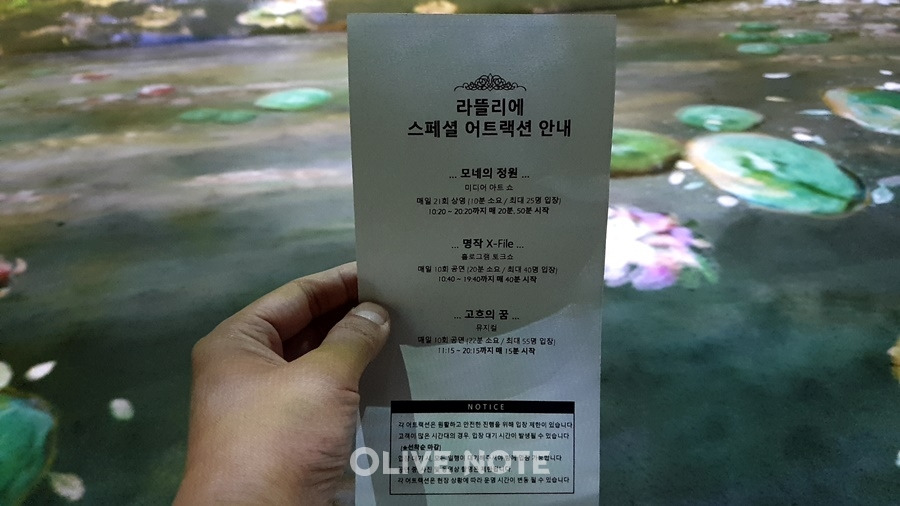 라뜰리에
스페셜 어트랙션 안내
... 모네의 정원 ...
미디어 아트 쇼
매일 21회 상영 (10분 소요 / 최대 25명 입장)
10:20 ~ 20:20까지 매 20분, 50분 시작
... 명작 X-File ...
홀로그램 토크쇼
매일 10회 공연 (20분 소요 / 최대 40명 입장)
10:40 ~ 19:40까지 매 40분 시작
... 고흐의 꿈 ...
뮤지컬
매일 10회 공연 (22분 소요 / 최대 55명 입장)
11:15 ~ 20:15까지 매 15분 시작
NOTICE
각 어트랙션은 원활하고 안전한 진행을 위해 입장 제한이 있습니다
고객이 많은 시간대의 경우, 입장 대기 시간이 발생될 수 있습니다
(*선착순 마감)
OLIVE NOTE
각 어트랙션은 현장 상황에 따라 운영 시간이 변동 될 수 있습니다